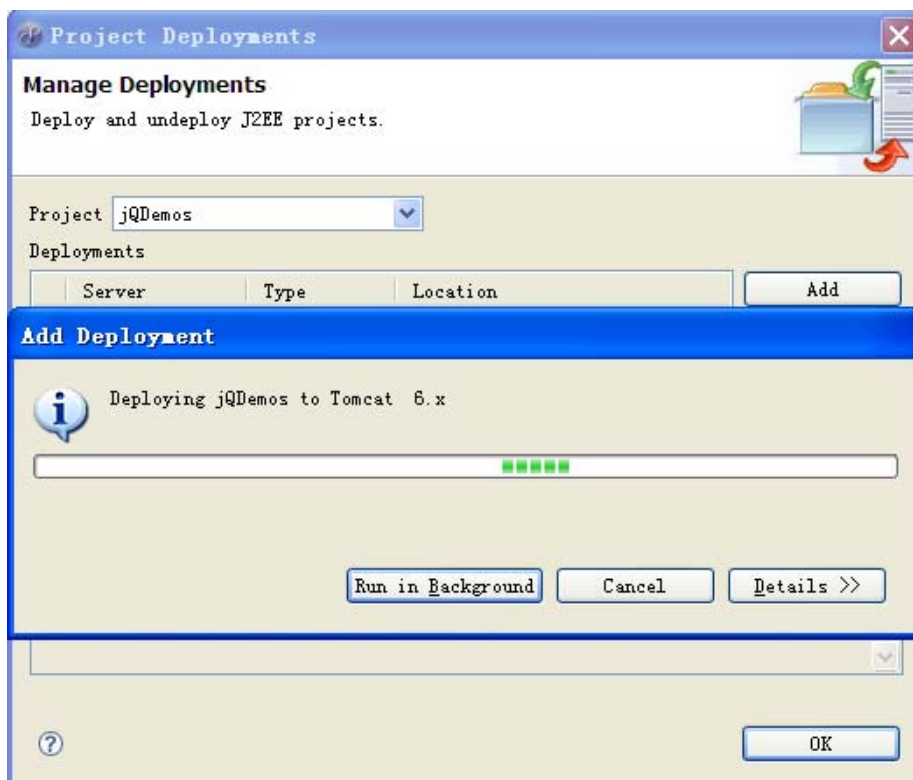 Project Deployments
Manage Deployments
Deploy and undeploy J2EE projects.
Project jQDemos
Deployments
Server Type Location Add
Add Deployment
Deploying jQDemos to Tomcat 6.x
Run in Background Cancel Details >>
OK